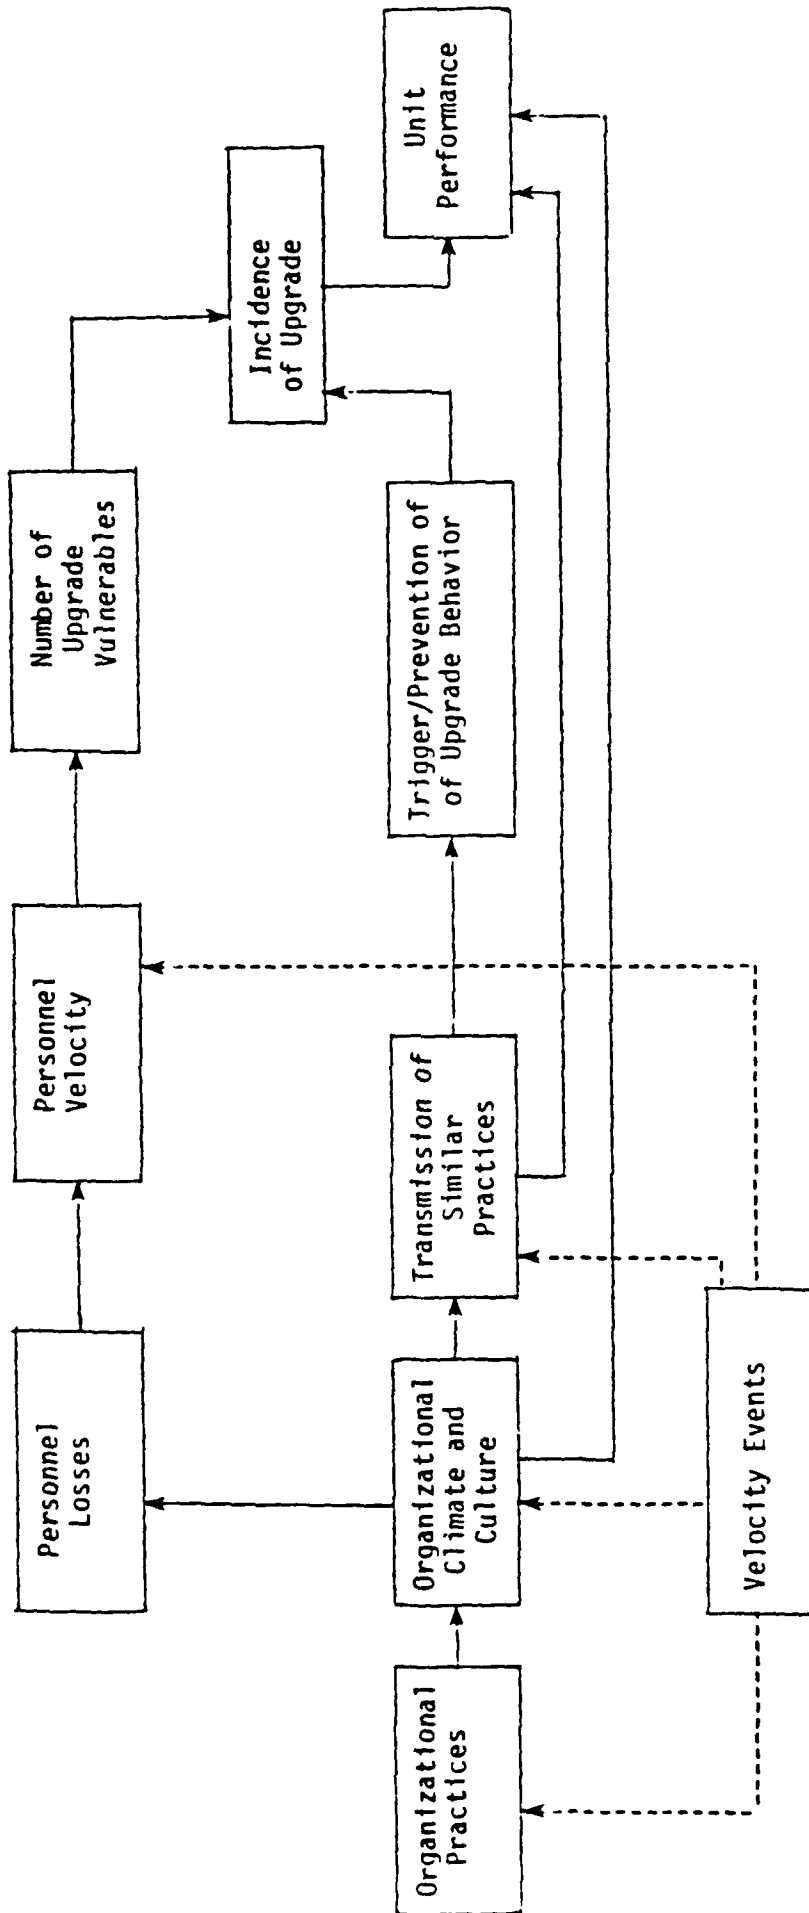 Personnel
Losses
Personnel
Velocity
Number of
Upgrade
Vulnerables
Incidence
of Upgrade
Organizational
Practices
Organizational
Climate and
Culture
Transmission of
Similar
Practices
Trigger/Prevention of
of Upgrade Behavior
Unit
Performance
Velocity Events